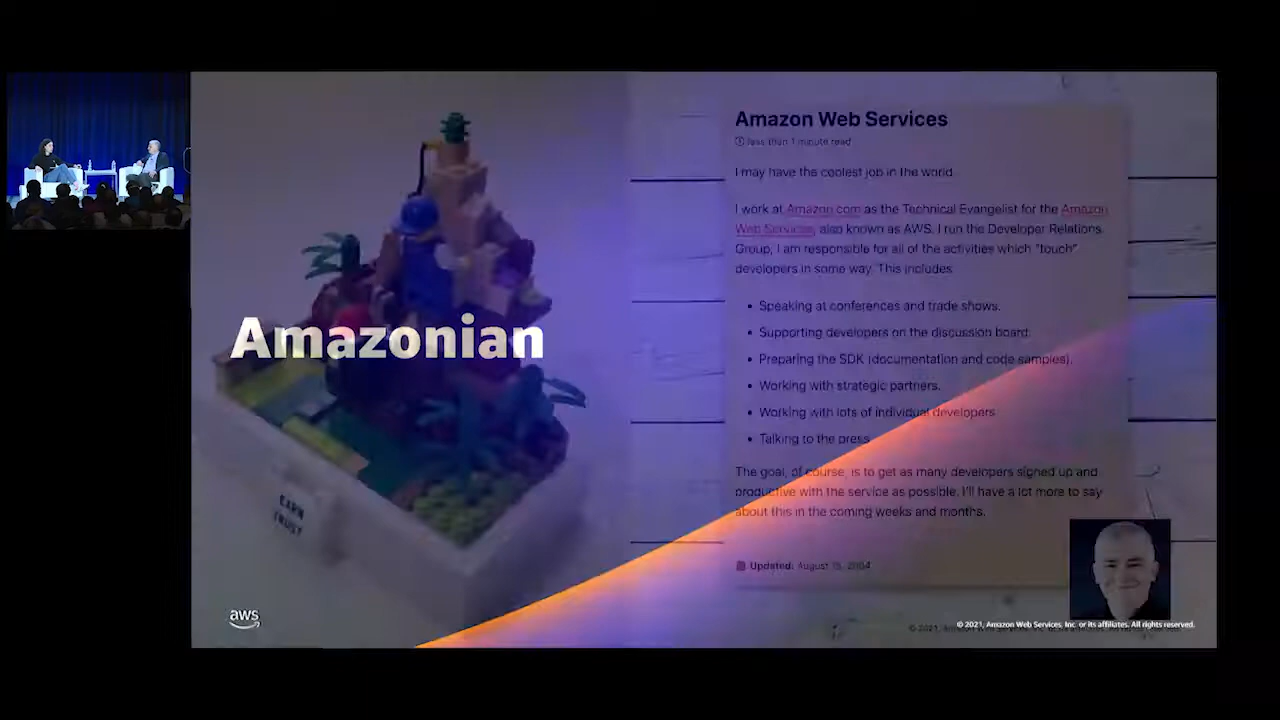 Amazonian
EARN
TRUST
aws
Amazon Web Services
less than 1 minute read
I may have the coolest job in the world.
I work at Amazon.com as the Technical Evangelist for the Amazon
Web Services, also known as AWS. I run the Developer Relations
Group, I am responsible for all of the activities which "touch"
developers in some way. This includes:
• Speaking at conferences and trade shows.
• Supporting developers on the discussion board.
• Preparing the SDK (documentation and code samples).
• Working with strategic partners.
• Working with lots of individual developers.
• Talking to the press.
The goal, of course, is to get as many developers signed up and
productive with the service as possible. I'll have a lot more to say
about this in the coming weeks and months.
Updated: August 2004
© 2021, Amazon Web Services, Inc. or its affiliates. All rights reserved.